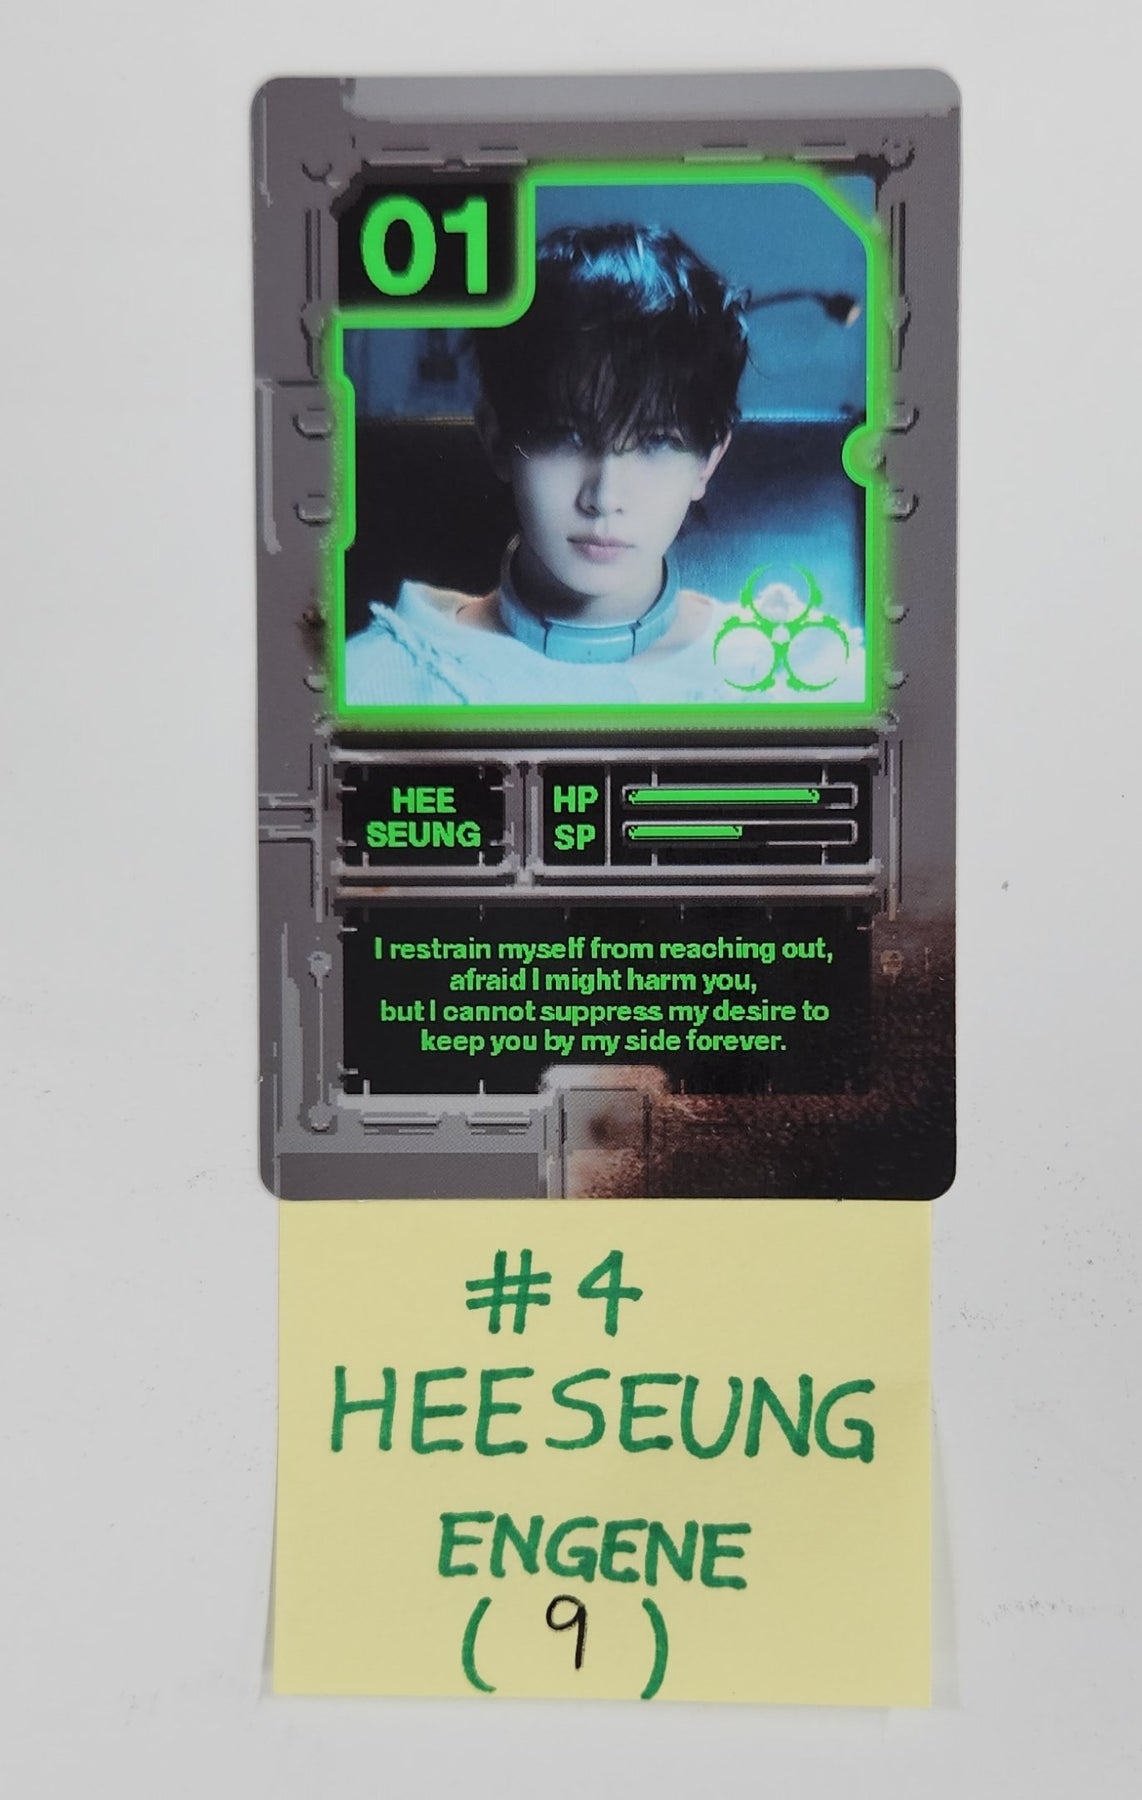 01
HEE
SEUNG
HP
SP
I restrain myself from reaching out,
afraid I might harm you,
but I cannot suppress my desire to
keep you by my side forever.
#4
HEESEUNG
ENGENE
(9)